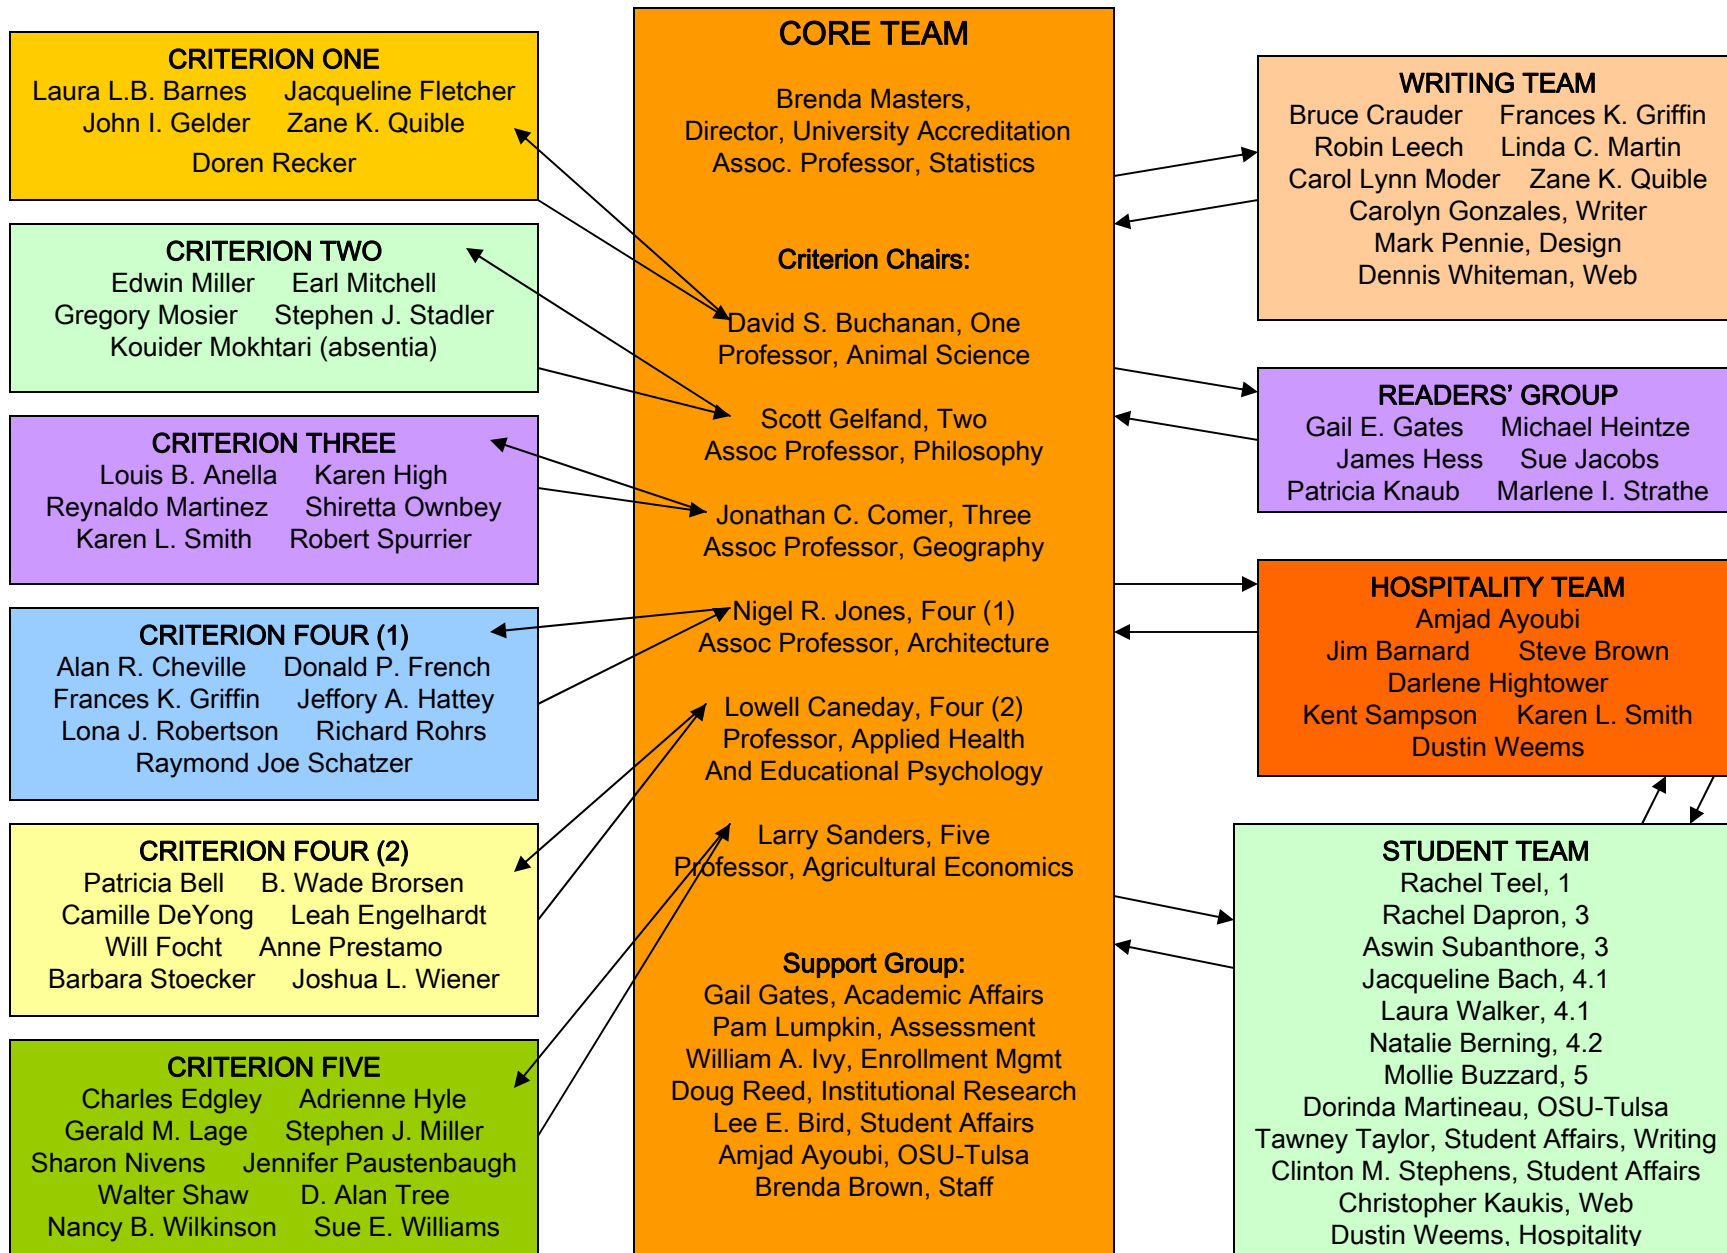 CRITERION ONE
Laura L.B. Barnes Jacqueline Fletcher
John I. Gelder Zane K. Quible
Doren Recker
CRITERION TWO
Edwin Miller Earl Mitchell
Gregory Mosier Stephen J. Stadler
Kouider Mokhtari (absentia)
CRITERION THREE
Louis B. Anella Karen High
Reynaldo Martinez Shiretta Ownbey
Karen L. Smith Robert Spurrier
CRITERION FOUR (1)
Alan R. Cheville Donald P. French
Frances K. Griffin Jeffory A. Hattey
Lona J. Robertson Richard Rohrs
Raymond Joe Schatzer
CRITERION FOUR (2)
Patricia Bell B. Wade Brorsen
Camille DeYong Leah Engelhardt
Will Focht Anne Prestamo
Barbara Stoecker Joshua L. Wiener
CRITERION FIVE
Charles Edgley Adrienne Hyle
Gerald M. Lage Stephen J. Miller
Sharon Nivens Jennifer Paustenbaugh
Walter Shaw D. Alan Tree
Nancy B. Wilkinson Sue E. Williams
CORE TEAM
Brenda Masters,
Director, University Accreditation
Assoc. Professor, Statistics
Criterion Chairs:
David S. Buchanan, One
Professor, Animal Science
Scott Gelfand, Two
Assoc Professor, Philosophy
Jonathan C. Comer, Three
Assoc Professor, Geography
Nigel R. Jones, Four (1)
Assoc Professor, Architecture
Lowell Caneday, Four (2)
Professor, Applied Health
And Educational Psychology
Larry Sanders, Five
Professor, Agricultural Economics
Support Group:
Gail Gates, Academic Affairs
Pam Lumpkin, Assessment
William A. Ivy, Enrollment Mgmt
Doug Reed, Institutional Research
Lee E. Bird, Student Affairs
Amjad Ayoubi, OSU-Tulsa
Brenda Brown, Staff
WRITING TEAM
Bruce Crauder Frances K. Griffin
Robin Leech Linda C. Martin
Carol Lynn Moder Zane K. Quible
Carolyn Gonzales, Writer
Mark Pennie, Design
Dennis Whiteman, Web
READERS’ GROUP
Gail E. Gates Michael Heintze
James Hess Sue Jacobs
Patricia Knaub Marlene I. Strathe
HOSPITALITY TEAM
Amjad Ayoubi
Jim Barnard Steve Brown
Darlene Hightower
Kent Sampson Karen L. Smith
Dustin Weems
STUDENT TEAM
Rachel Teel, 1
Rachel Dapron, 3
Aswin Subanthore, 3
Jacqueline Bach, 4.1
Laura Walker, 4.1
Natalie Berning, 4.2
Mollie Buzzard, 5
Dorinda Martineau, OSU-Tulsa
Tawney Taylor, Student Affairs, Writing
Clinton M. Stephens, Student Affairs
Christopher Kaukis, Web
Dustin Weems, Hospitality